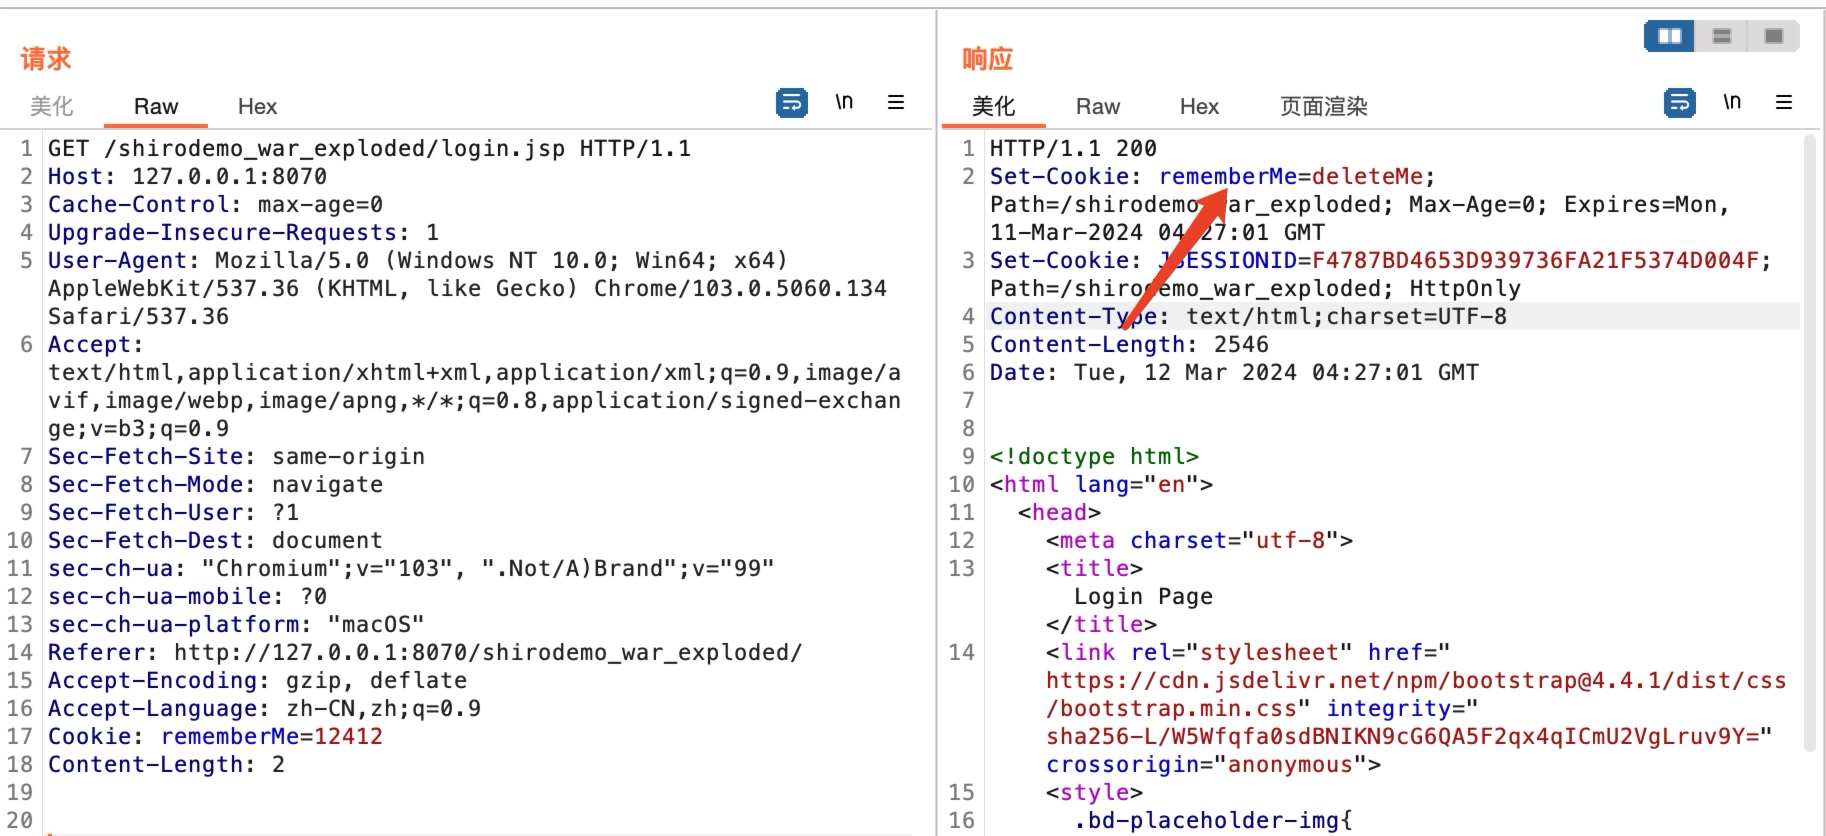 请求
美化 Raw Hex \n
1 GET /shirodemo_war_exploded/login.jsp HTTP/1.1
2 Host: 127.0.0.1:8070
3 Cache-Control: max-age=0
4 Upgrade-Insecure-Requests: 1
5 User-Agent: Mozilla/5.0 (Windows NT 10.0; Win64; x64)
AppleWebKit/537.36 (KHTML, like Gecko) Chrome/103.0.5060.134
Safari/537.36
6 Accept:
text/html,application/xhtml+xml,application/xml;q=0.9,image/a
vif,image/webp,image/apng,*/*;q=0.8,application/signed-exchan
ge;v=b3;q=0.9
7 Sec-Fetch-Site: same-origin
8 Sec-Fetch-Mode: navigate
9 Sec-Fetch-User: ?1
10 Sec-Fetch-Dest: document
11 sec-ch-ua: "Chromium";v="103", ".Not/A)Brand";v="99"
12 sec-ch-ua-mobile: ?0
13 sec-ch-ua-platform: "macOS"
14 Referer: http://127.0.0.1:8070/shirodemo_war_exploded/
15 Accept-Encoding: gzip, deflate
16 Accept-Language: zh-CN,zh;q=0.9
17 Cookie: rememberMe=12412
18 Content-Length: 2
19
20
响应
美化 Raw Hex 页面渲染 \n
1 HTTP/1.1 200
2 Set-Cookie: rememberMe=deleteMe;
Path=/shirodemo_war_exploded; Max-Age=0; Expires=Mon,
11-Mar-2024 04:27:01 GMT
3 Set-Cookie: JSESSIONID=F4787BD4653D939736FA21F5374D004F;
Path=/shirodemo_war_exploded; HttpOnly
4 Content-Type: text/html;charset=UTF-8
5 Content-Length: 2546
6 Date: Tue, 12 Mar 2024 04:27:01 GMT
7
8
9 <!doctype html>
10 <html lang="en">
11 <head>
12 <meta charset="utf-8">
13 <title>
Login Page
</title>
14 <link rel="stylesheet" href="
https://cdn.jsdelivr.net/npm/bootstrap@4.4.1/dist/css
/bootstrap.min.css" integrity="
sha256-L/W5Wfqfa0sdBNIKN9cG6QA5F2qx4qICmU2VgLruv9Y="
crossorigin="anonymous">
15 <style>
16 .bd-placeholder-img{